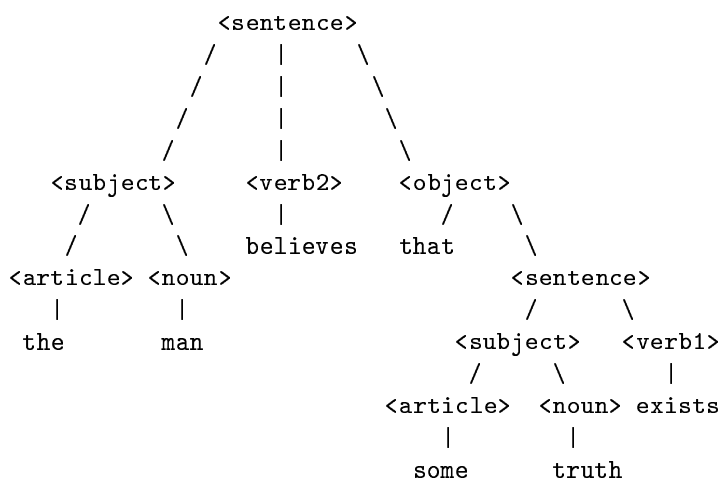 <sentence>
<subject> <verb2> <object>
believes that
<article> <noun> <sentence>
the man <subject> <verb1>
<article> <noun> exists
some truth